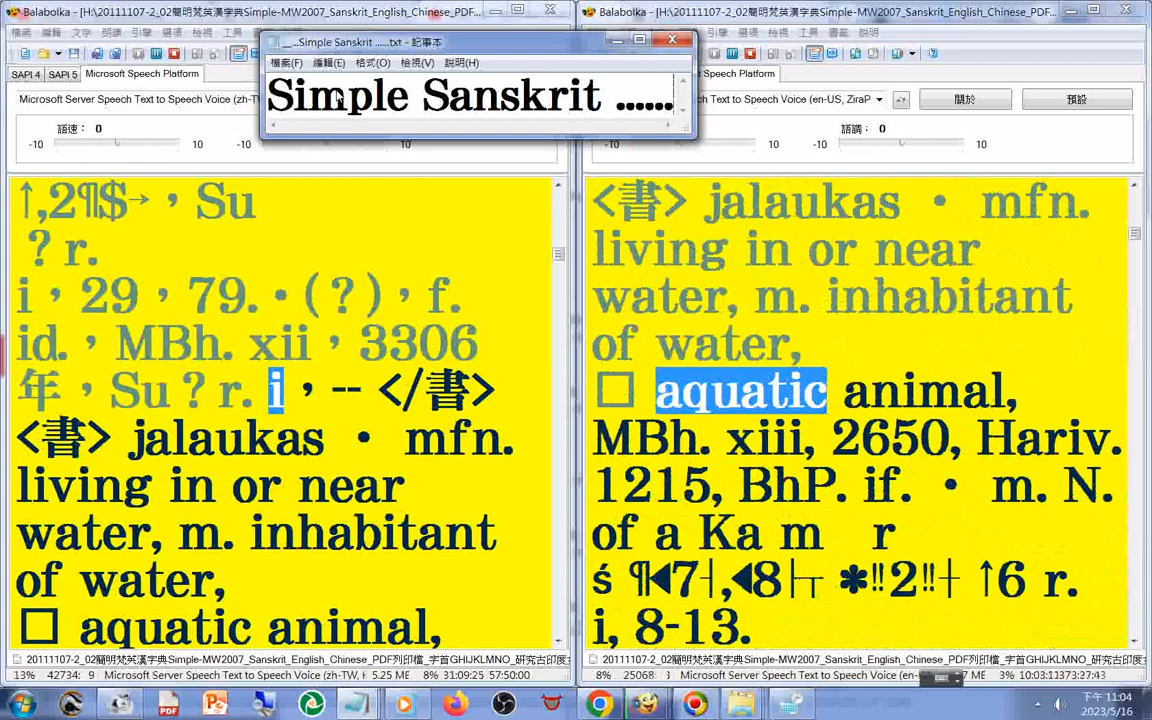 Balabolka - [H:\20111107-2_02簡明梵英漢字典Simple-MW2007_Sanskrit_English_Chinese_PDF...
Balabolka - [H:\20111107-2_02簡明梵英漢字典Simple-MW2007_Sanskrit_English_Chinese_PDF...
__...Simple Sanskrit ......txt - 記事本
檔案(F) 編輯(E) 格式(O) 檢視(V) 說明(H)
Simple Sanskrit ......
SAPI 4 SAPI 5 Microsoft Speech Platform
Microsoft Server Speech Text to Speech Voice (zh-TW,
ch Text to Speech Voice (en-US, ZiraP
關於
預設
語速： 0
-10 10 10
語調： 0
-10 10
↑,2¶$→，Su
？r.
i，29，79.•(？)，f.
id.，MBh. xii，3306
年，Su？r. i，-- </書>
<書> jalaukas • mfn.
living in or near
water, m. inhabitant
of water,
□ aquatic animal,
<書> jalaukas • mfn.
living in or near
water, m. inhabitant
of water,
□ aquatic animal,
MBh. xiii, 2650, Hariv.
1215, BhP. if. • m. N.
of a Ka m r
ś ¶◀7┤,◀8├┬ ✱‼2‼┼ ↑6 r.
i, 8-13.
20111107-2_02簡明梵英漢字典Simple-MW2007_Sanskrit_English_Chinese_PDF列印檔_字首GHIJKLMNO_研究古印度
20111107-2_02簡明梵英漢字典Simple-MW2007_Sanskrit_English_Chinese_PDF列印檔_字首GHIJKLMNO_研究古印度
13% 42734: 9 Microsoft Server Speech Text to Speech Voice (zh-TW, 5.25 ME 8% 31:09:25 57:50:00
8% 25068: Microsoft Server Speech Text to Speech Voice (en-US, ME 3% 10:03:11373:27:43
下午 11:04
2023/5/16